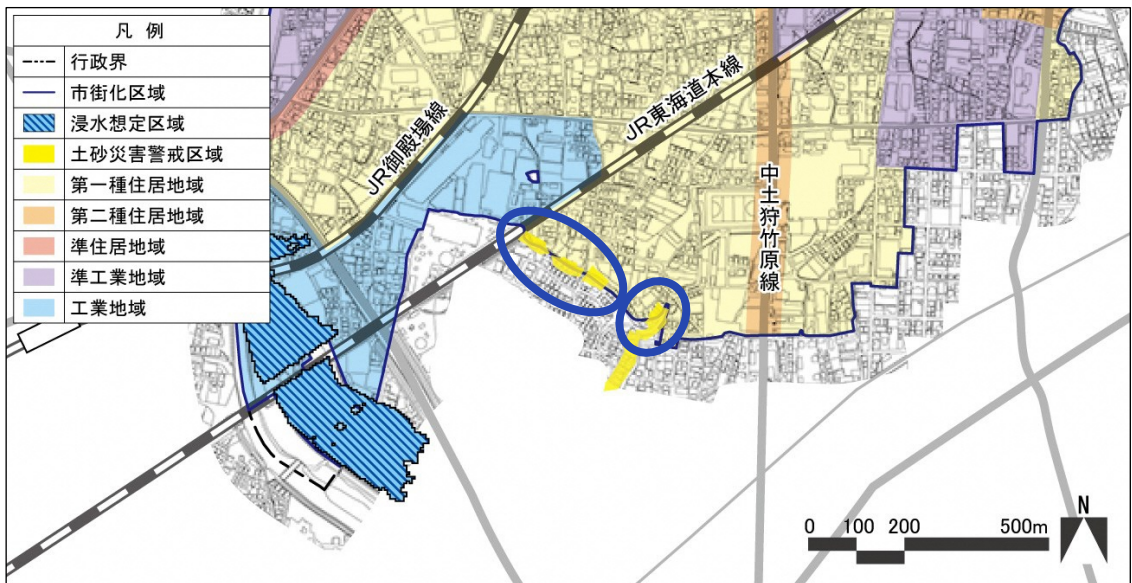 凡 例
行政界
市街化区域
浸水想定区域
土砂災害警戒区域
第一種住居地域
第二種住居地域
準住居地域
準工業地域
工業地域
JR御殿場線
JR東海道本線
中土狩竹原線
0 100 200 500m
N